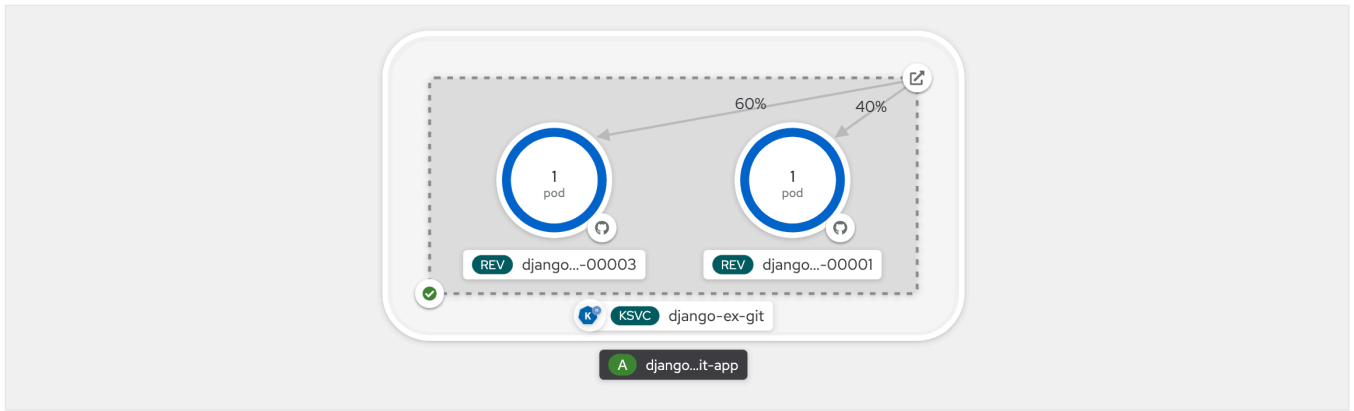 60%
40%
1
pod
1
pod
REV django...-00003
REV django...-00001
K KSVC django-ex-git
A django...it-app